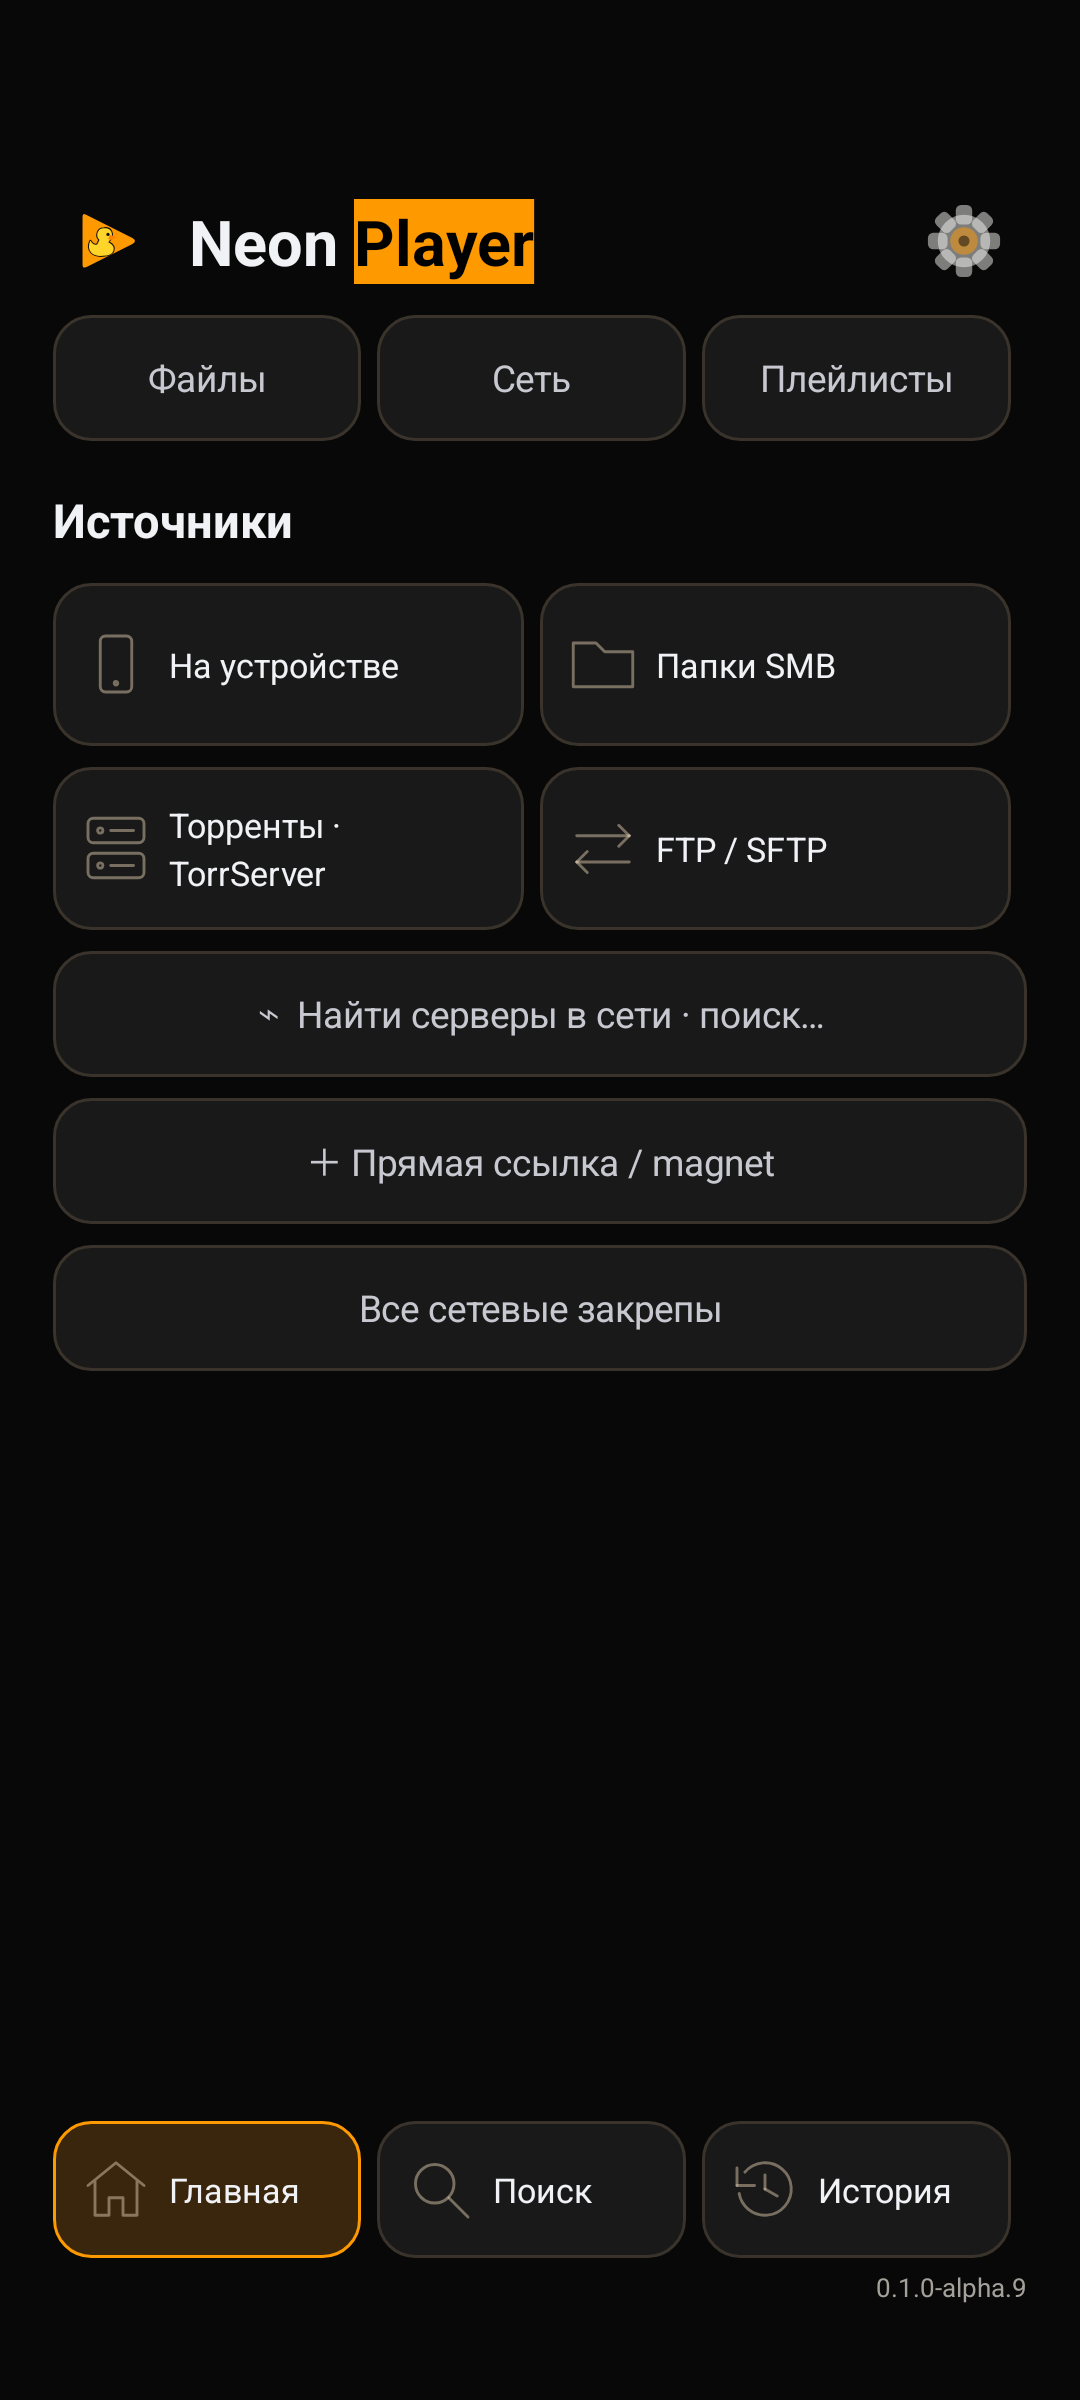 Neon Player
Файлы
Сеть
Плейлисты
Источники
На устройстве
Папки SMB
Торренты ·
TorrServer
FTP / SFTP
⌁ Найти серверы в сети · поиск…
+ Прямая ссылка / magnet
Все сетевые закрепы
Главная
Поиск
История
0.1.0-alpha.9